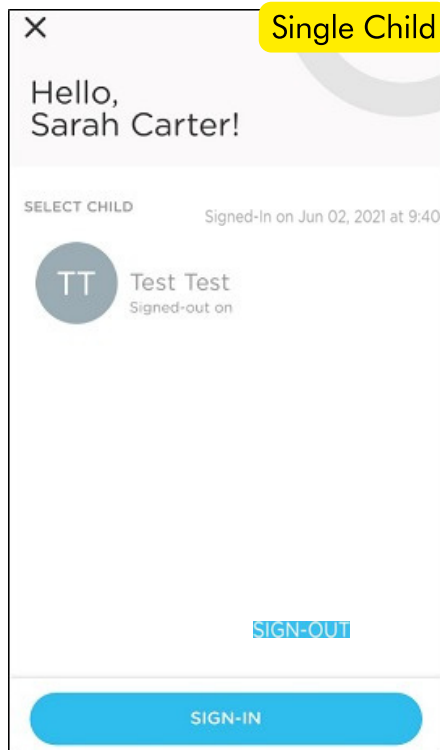 Single Child
Hello,
Sarah Carter!
SELECT CHILD
Signed-In on Jun 02, 2021 at 9:40
TT
Test Test
Signed-out on
SIGN-OUT
SIGN-IN